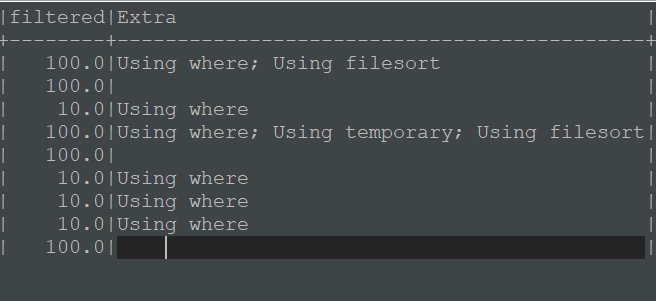 |filtered|Extra                                       |
+--------+--------------------------------------------+
|   100.0|Using where; Using filesort                 |
|   100.0|                                            |
|    10.0|Using where                                 |
|   100.0|Using where; Using temporary; Using filesort|
|   100.0|                                            |
|    10.0|Using where                                 |
|    10.0|Using where                                 |
|    10.0|Using where                                 |
|   100.0|                                            |